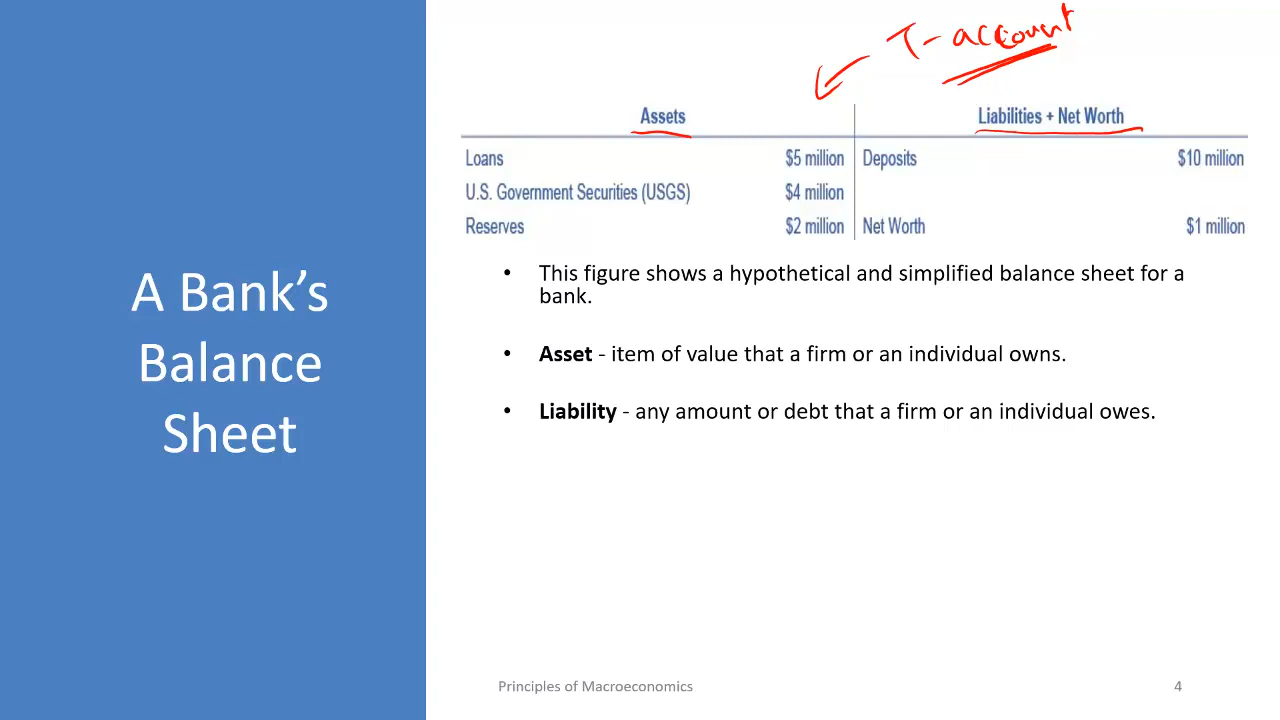 T-account
A Bank's
Balance
Sheet
Assets
Liabilities + Net Worth
Loans $5 million Deposits $10 million
U.S. Government Securities (USGS) $4 million
Reserves $2 million Net Worth $1 million
• This figure shows a hypothetical and simplified balance sheet for a
bank.
• Asset - item of value that a firm or an individual owns.
• Liability - any amount or debt that a firm or an individual owes.
Principles of Macroeconomics 4